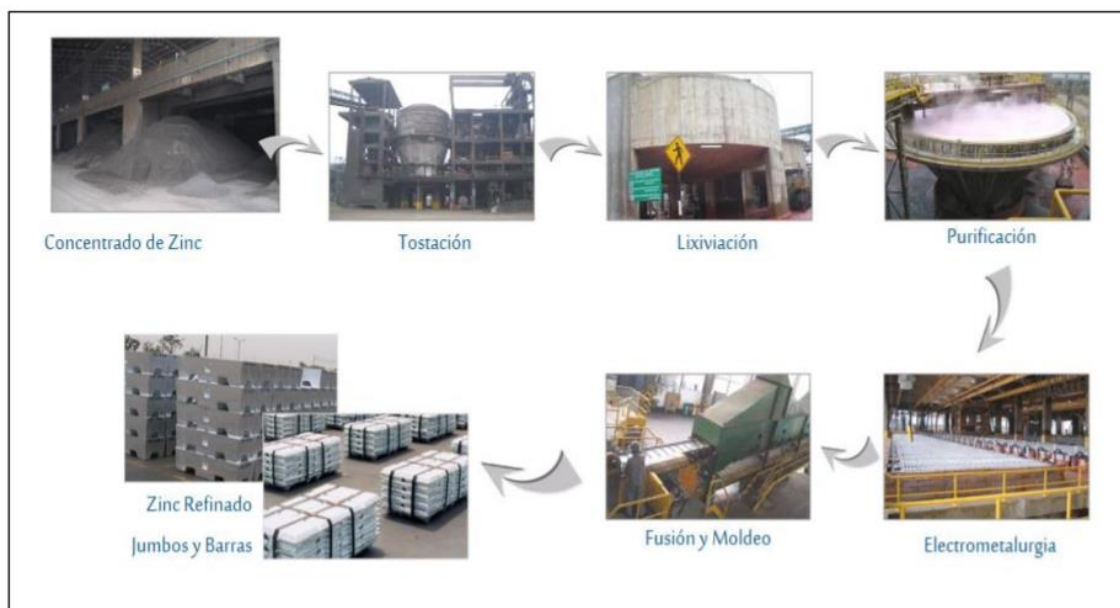 Concentrado de Zinc
Tostación
Lixiviación
Purificación
Zinc Refinado
Jumbos y Barras
Fusión y Moldeo
Electrometalurgia